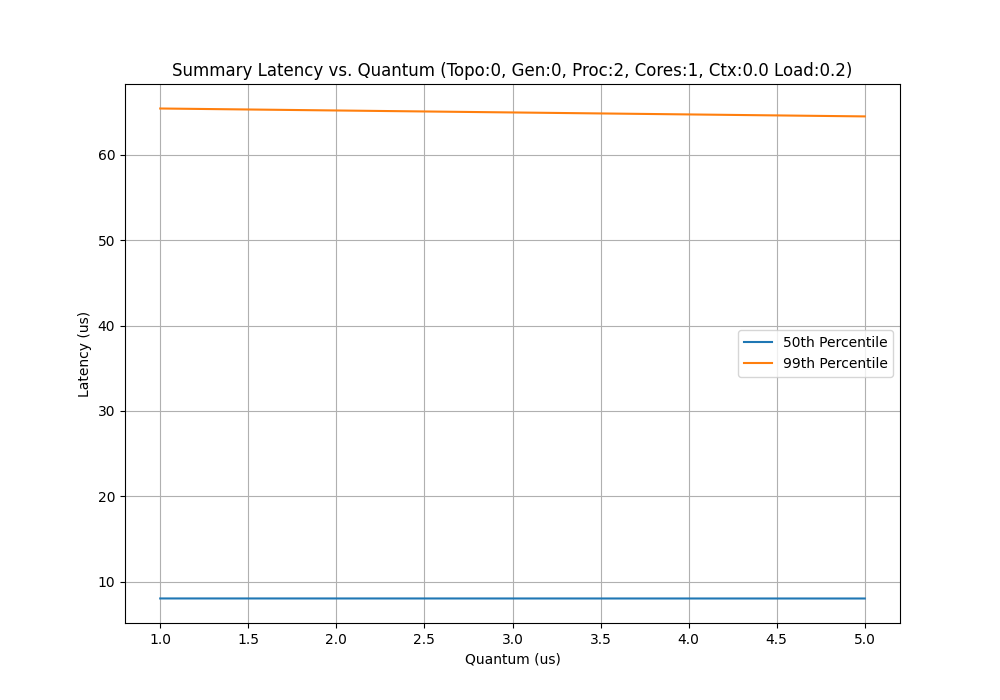 Summary Latency vs. Quantum (Topo:0, Gen:0, Proc:2, Cores:1, Ctx:0.0 Load:0.2)
60
50
40
30
20
10
Latency (us)
50th Percentile
99th Percentile
1.0 1.5 2.0 2.5 3.0 3.5 4.0 4.5 5.0
Quantum (us)